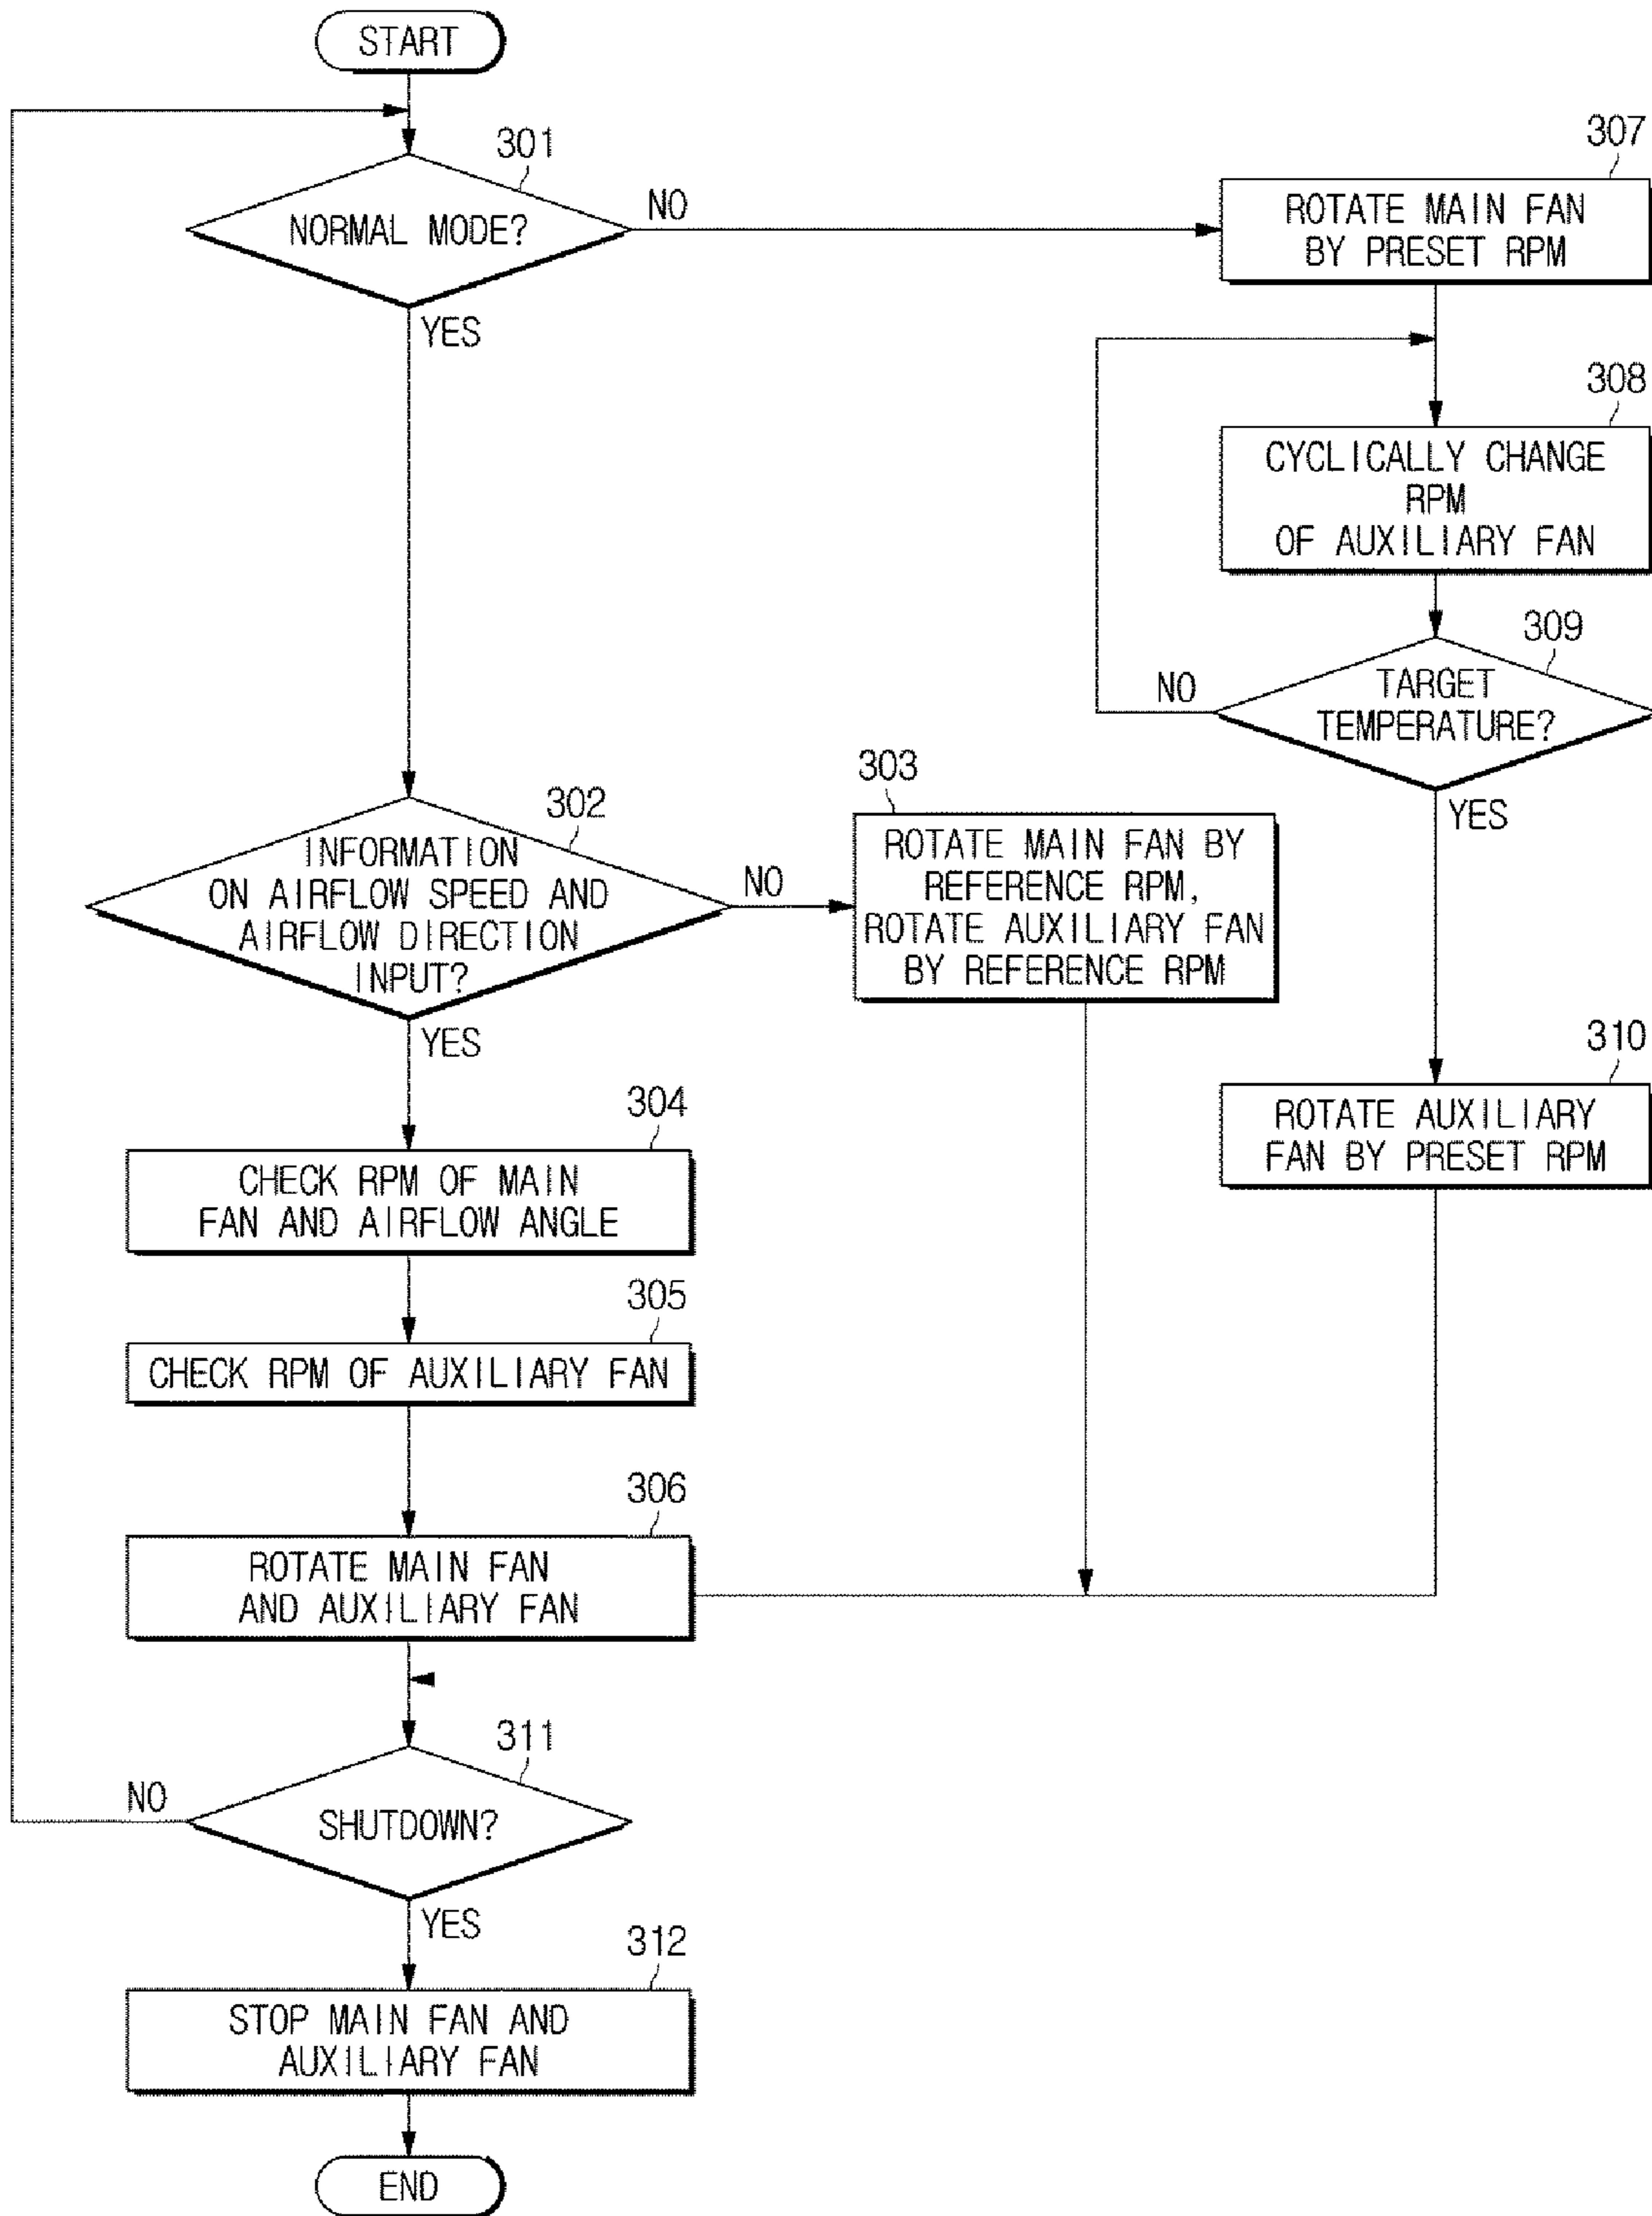 START
301
NORMAL MODE?
NO
YES
307
ROTATE MAIN FAN
BY PRESET RPM
308
CYCLICALLY CHANGE
RPM
OF AUXILIARY FAN
309
TARGET
TEMPERATURE?
NO
YES
302
INFORMATION
ON AIRFLOW SPEED AND
AIRFLOW DIRECTION
INPUT?
NO
YES
303
ROTATE MAIN FAN BY
REFERENCE RPM,
ROTATE AUXILIARY FAN
BY REFERENCE RPM
310
ROTATE AUXILIARY
FAN BY PRESET RPM
304
CHECK RPM OF MAIN
FAN AND AIRFLOW ANGLE
305
CHECK RPM OF AUXILIARY FAN
306
ROTATE MAIN FAN
AND AUXILIARY FAN
311
SHUTDOWN?
NO
YES
312
STOP MAIN FAN AND
AUXILIARY FAN
END